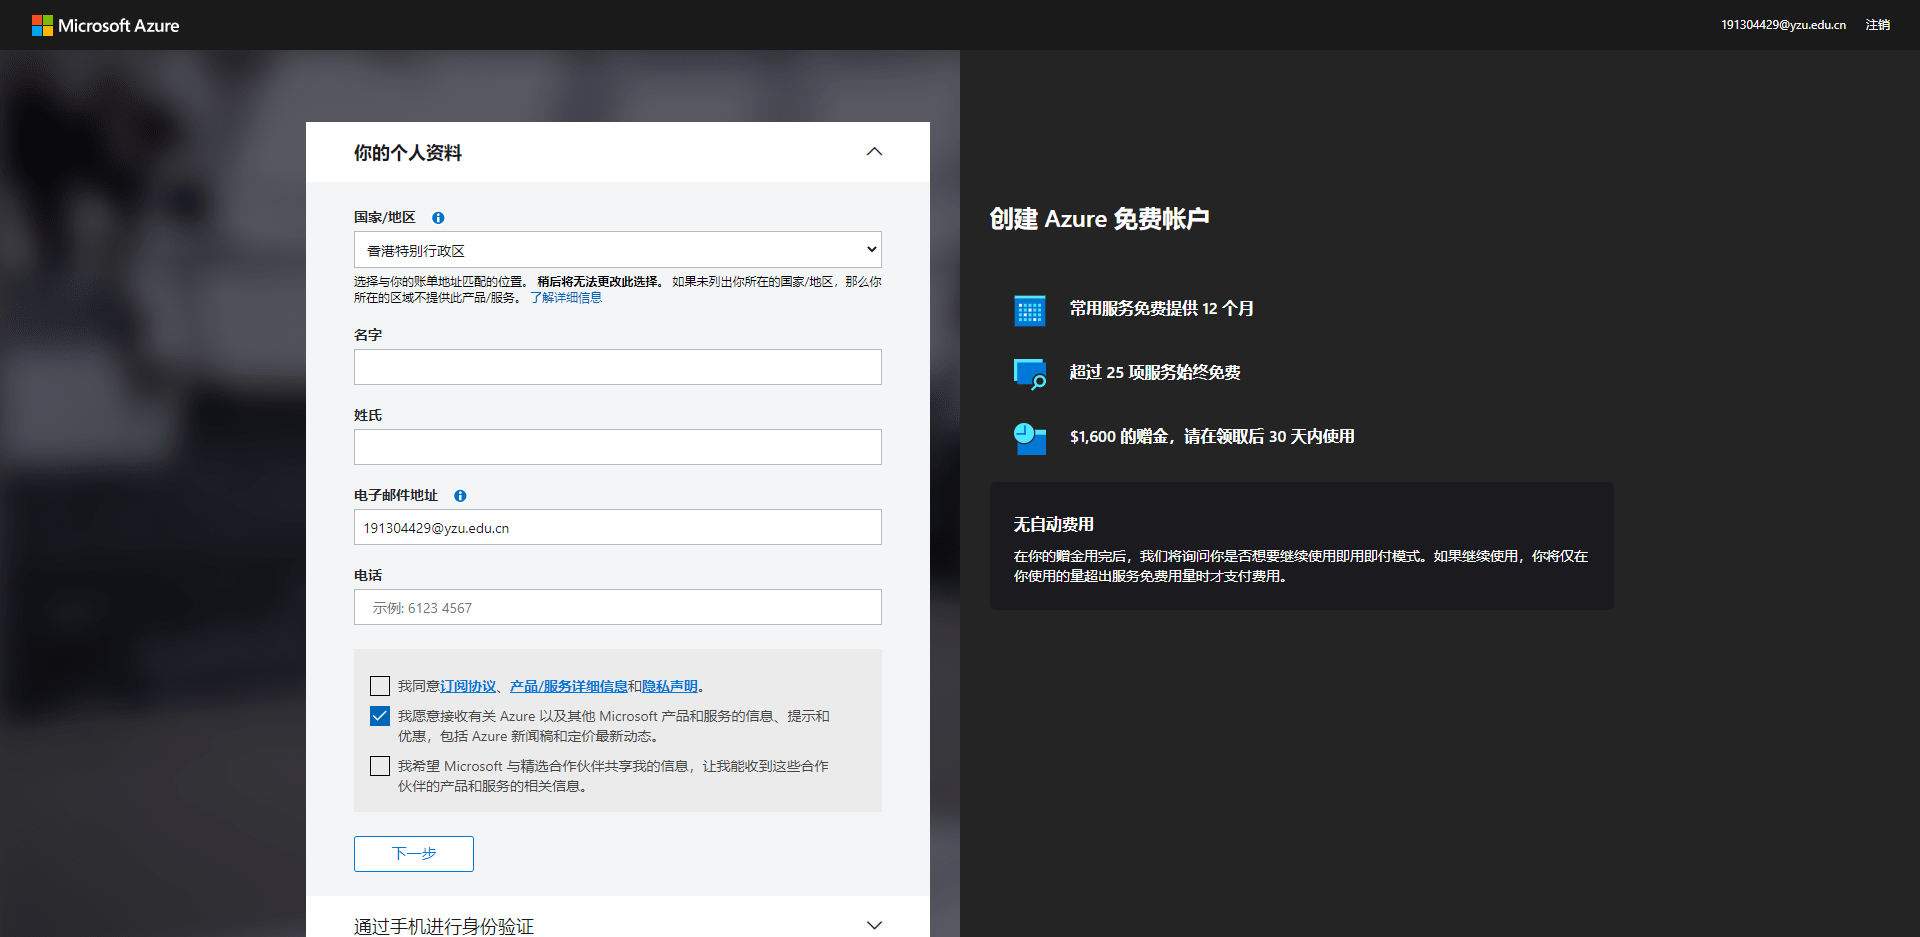 Microsoft Azure
191304429@yzu.edu.cn 注销
你的个人资料
国家/地区
香港特别行政区
选择与你的账单地址匹配的位置。 稍后将无法更改此选择。 如果未列出你所在的国家/地区，那么你
所在的区域不提供此产品/服务。 了解详细信息
名字
姓氏
电子邮件地址
191304429@yzu.edu.cn
电话
示例: 6123 4567
我同意订阅协议、产品/服务详细信息和隐私声明。
我愿意接收有关 Azure 以及其他 Microsoft 产品和服务的信息、提示和
优惠，包括 Azure 新闻稿和定价最新动态。
我希望 Microsoft 与精选合作伙伴共享我的信息，让我能收到这些合作
伙伴的产品和服务的相关信息。
下一步
通过手机进行身份验证
创建 Azure 免费帐户
常用服务免费提供 12 个月
超过 25 项服务始终免费
$1,600 的赠金，请在领取后 30 天内使用
无自动费用
在你的赠金用完后，我们将询问你是否想要继续使用即用即付模式。如果继续使用，你将仅在
你使用的量超出服务免费用量时才支付费用。